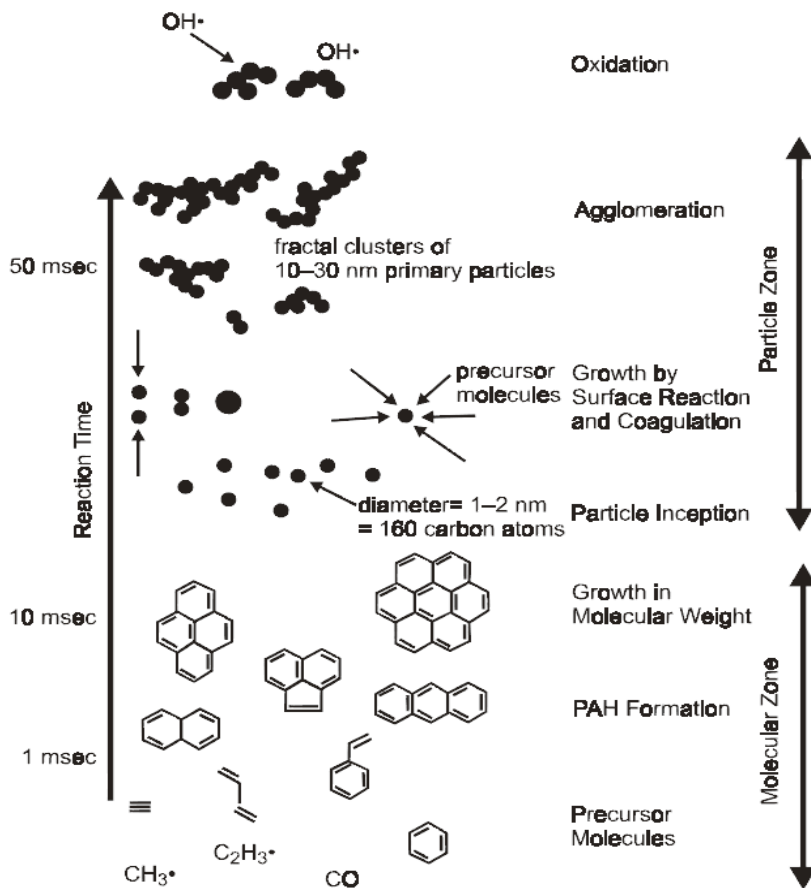 OH•
OH•
Oxidation
Agglomeration
50 msec
fractal clusters of
10–30 nm primary particles
Particle Zone
precursor
molecules
Growth by
Surface Reaction
and Coagulation
Reaction Time
diameter= 1–2 nm
= 160 carbon atoms
Particle Inception
10 msec
Growth in
Molecular Weight
PAH Formation
Molecular Zone
1 msec
Precursor
Molecules
CH₃•
C₂H₃•
CO